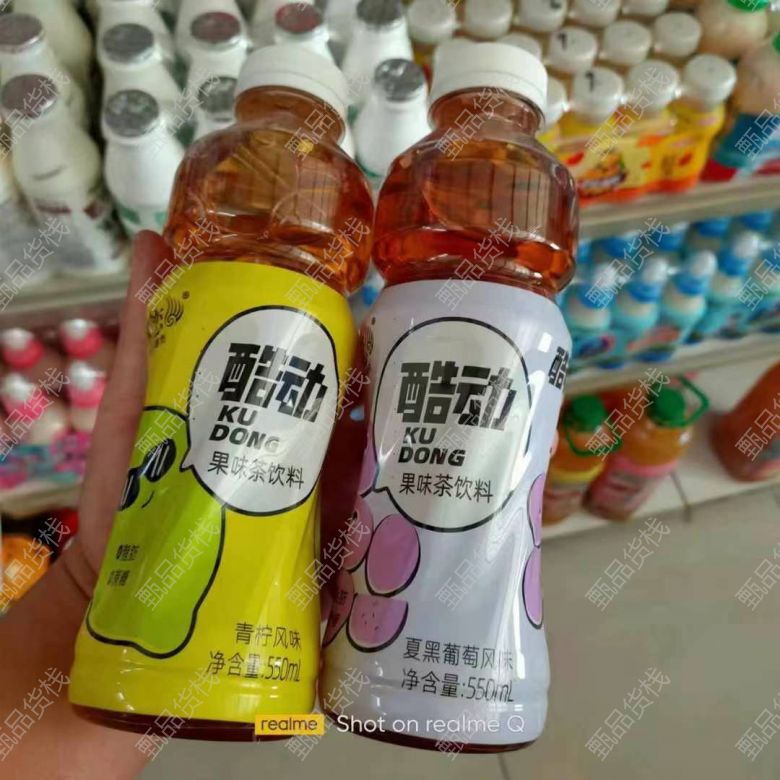 酷动
KU
DONG
果味茶饮料
青柠风味
净含量:550mL
酷动
KU
DONG
果味茶饮料
夏黑葡萄风味
净含量:550mL
酷
realme
Shot on realme Q
甄品货栈